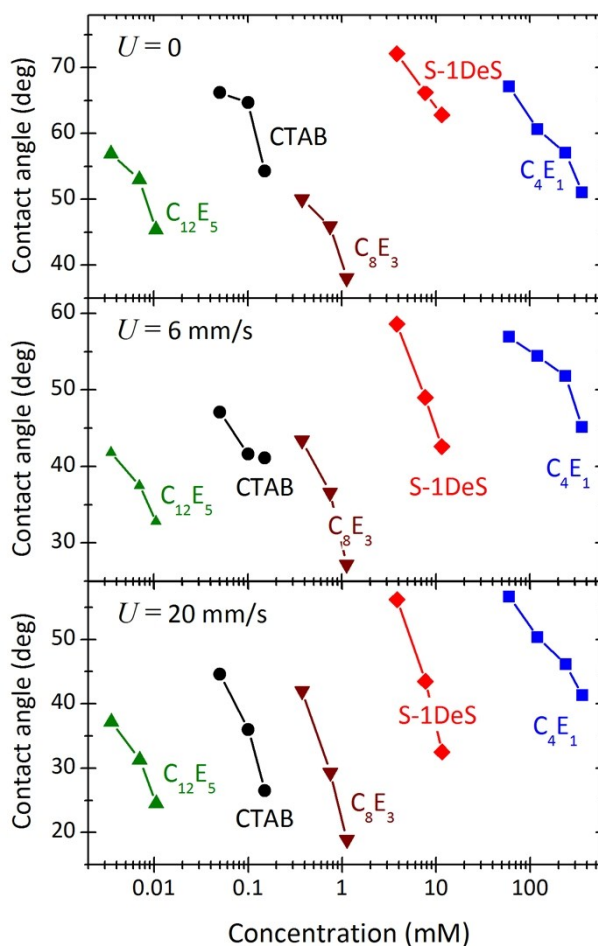 U = 0
Contact angle (deg)
70
60
50
40
C₁₂E₅
CTAB
C₈E₃
S-1DeS
C₄E₁
U = 6 mm/s
Contact angle (deg)
60
50
40
30
C₁₂E₅
CTAB
C₈E₃
S-1DeS
C₄E₁
U = 20 mm/s
Contact angle (deg)
50
40
30
20
C₁₂E₅
CTAB
C₈E₃
S-1DeS
C₄E₁
0.01 0.1 1 10 100
Concentration (mM)